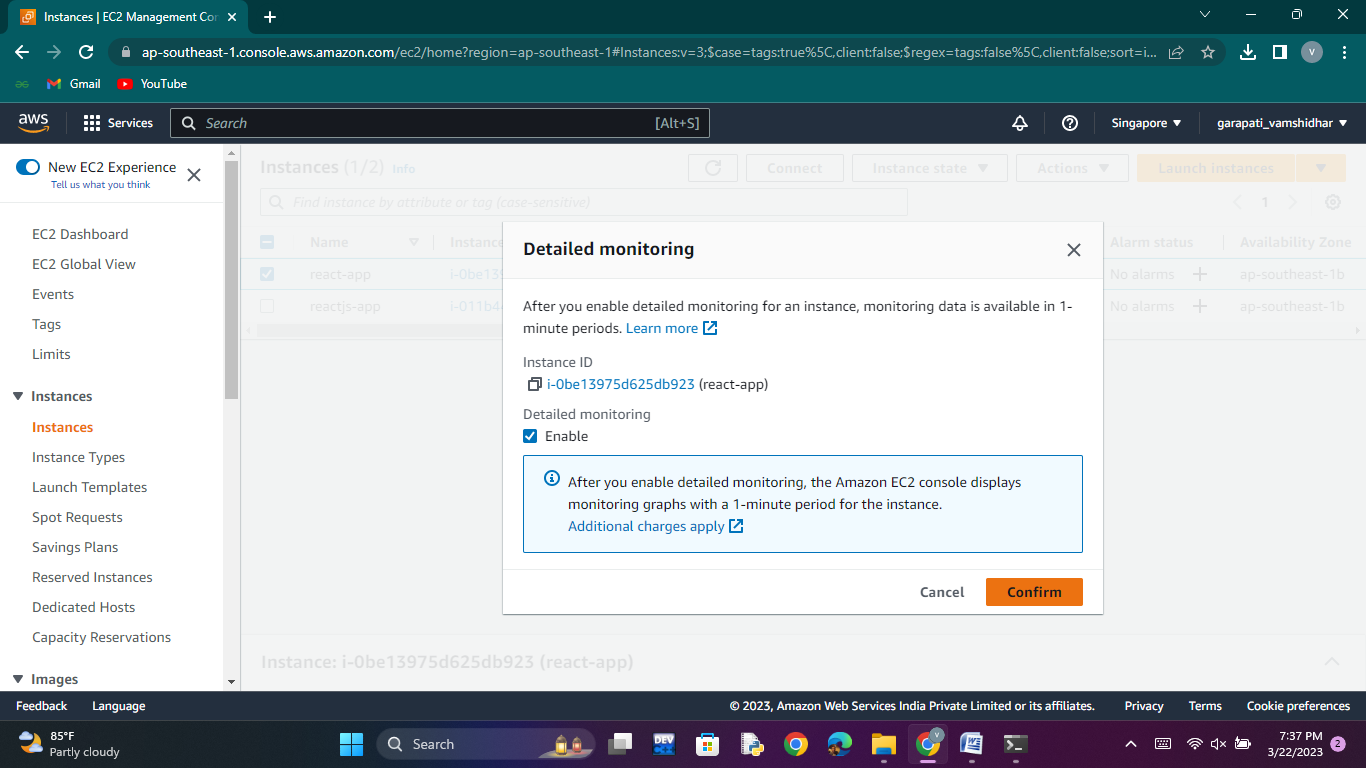 Instances | EC2 Management Con
ap-southeast-1.console.aws.amazon.com/ec2/home?region=ap-southeast-1#Instances:v=3;$case=tags:true%5C,client:false;$regex=tags:false%5C,client:false;sort=i...
V
Gmail
YouTube
aws
Services
Search
[Alt+S]
Singapore
garapati_vamshidhar
New EC2 Experience
Tell us what you think
EC2 Dashboard
EC2 Global View
Events
Tags
Limits
Instances
Instances
Instance Types
Launch Templates
Spot Requests
Savings Plans
Reserved Instances
Dedicated Hosts
Capacity Reservations
Images
Instances (1/2) Info
Connect
Instance state
Actions
Launch instances
Find instance by attribute or tag (case-sensitive)
1
Name
Instance
Alarm status
Availability Zone
react-app
i-0be139
No alarms
ap-southeast-1b
reactjs-app
i-011b4
No alarms
ap-southeast-1b
Detailed monitoring
After you enable detailed monitoring for an instance, monitoring data is available in 1-
minute periods. Learn more
Instance ID
i-0be13975d625db923 (react-app)
Detailed monitoring
Enable
After you enable detailed monitoring, the Amazon EC2 console displays
monitoring graphs with a 1-minute period for the instance.
Additional charges apply
Cancel
Confirm
Instance: i-0be13975d625db923 (react-app)
Feedback
Language
© 2023, Amazon Web Services India Private Limited or its affiliates.
Privacy
Terms
Cookie preferences
85°F
Partly cloudy
Search
DEV
V
7:37 PM
3/22/2023
2